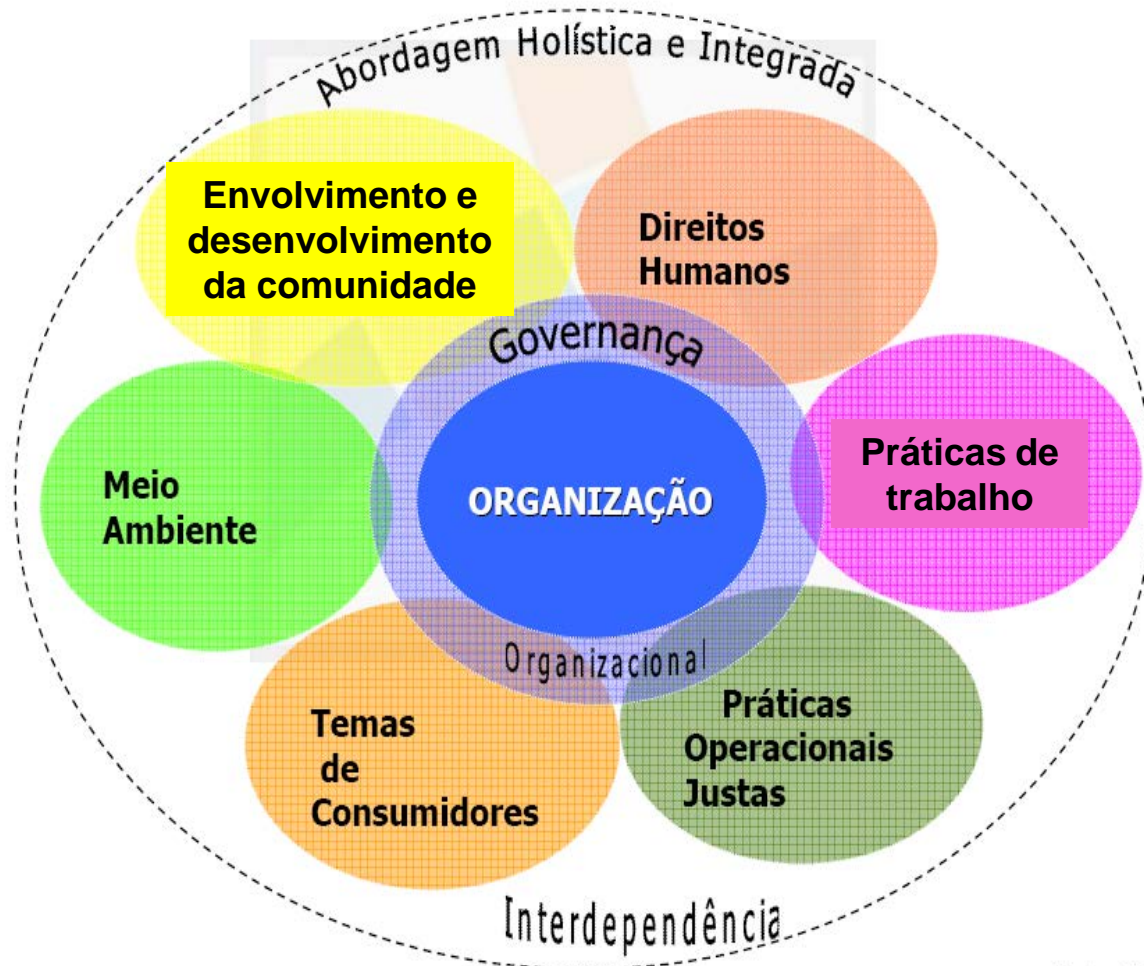 Abordagem Holística e Integrada
Envolvimento e
desenvolvimento
da comunidade
Direitos
Humanos
Governança
Meio
Ambiente
ORGANIZAÇÃO
Práticas de
trabalho
Organizacional
Temas
de
Consumidores
Práticas
Operacionais
Justas
Interdependência